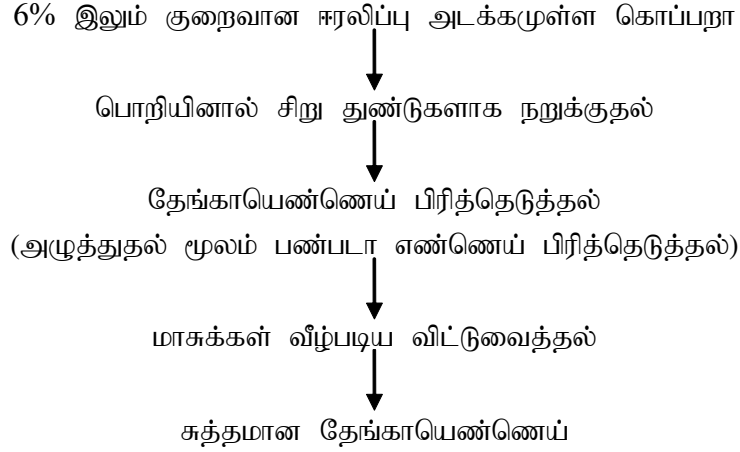 6% இலும் குறைவான ஈரலிப்பு அடக்கமுள்ள கொப்பறா
பொறியினால் சிறு துண்டுகளாக நறுக்குதல்
தேங்காயெண்ணெய் பிரித்தெடுத்தல்
(அழுத்துதல் மூலம் பண்படா எண்ணெய் பிரித்தெடுத்தல்)
மாசுக்கள் வீழ்படிய விட்டுவைத்தல்
சுத்தமான தேங்காயெண்ணெய்